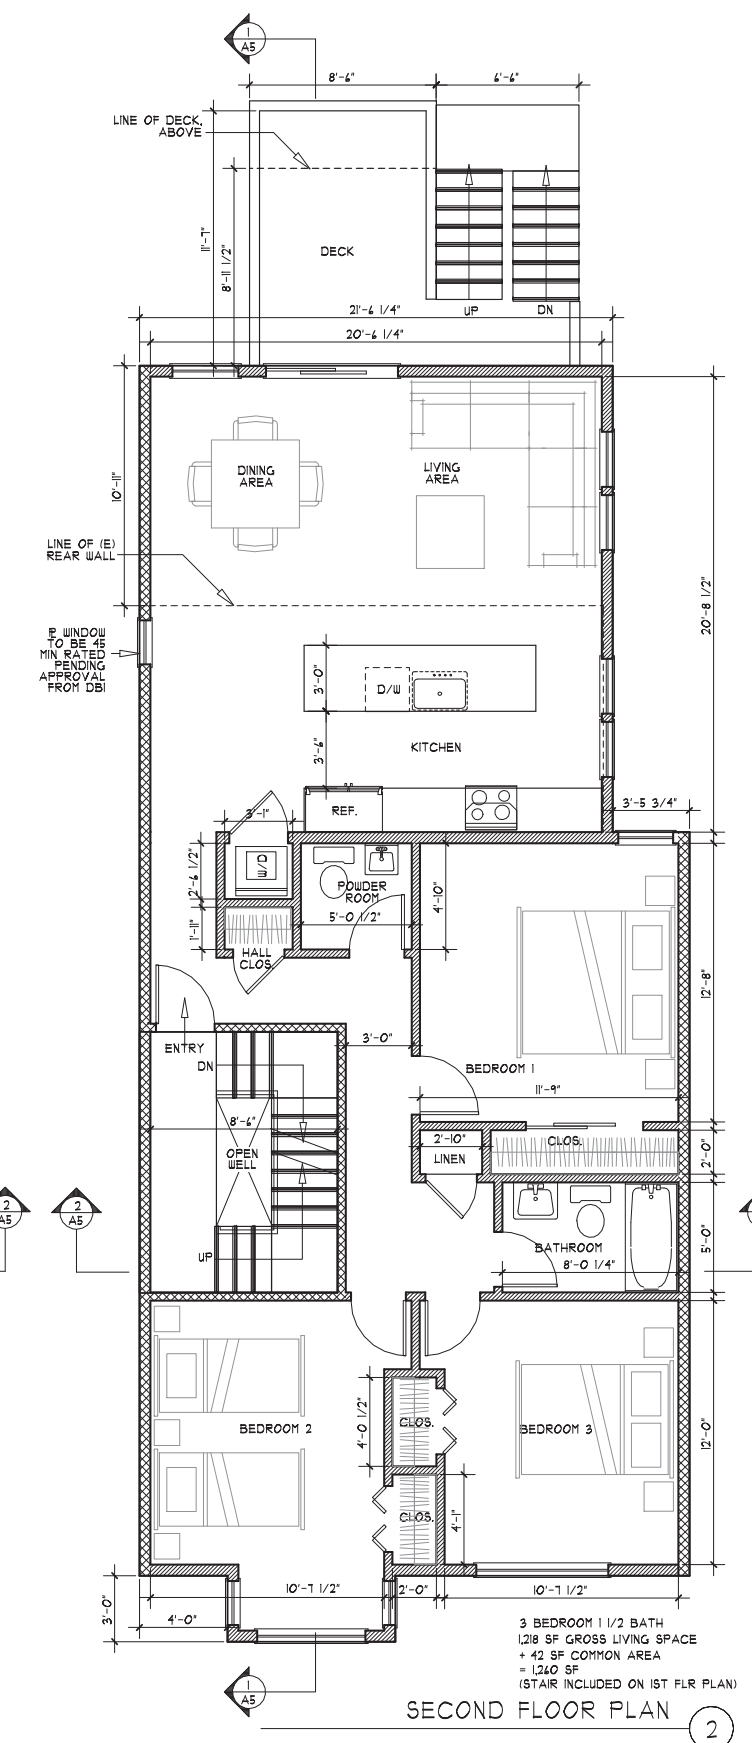 1
A5
8'-6"
6'-6"
LINE OF DECK,
ABOVE
11'-7"
8'-11 1/2"
DECK
UP
DN
21'-6 1/4"
20'-6 1/4"
10'-11"
DINING
AREA
LIVING
AREA
LINE OF (E)
REAR WALL
20'-8 1/2"
WINDOW
TO BE 45
MIN RATED
PENDING
APPROVAL
FROM DBI
3'-0"
D/W
3'-6"
KITCHEN
REF.
3'-1"
3'-5 3/4"
2'-6 1/2"
W/D
POWDER
ROOM
4'-10"
5'-0 1/2"
1'-11"
HALL
CLOS.
12'-8"
ENTRY
DN
3'-0"
BEDROOM 1
11'-9"
8'-6"
OPEN
WELL
2'-10"
LINEN
CLOS.
2'-0"
2
A5
2
A5
UP
BATHROOM
8'-0 1/4"
5'-0"
BEDROOM 2
4'-0 1/2"
CLOS.
BEDROOM 3
12'-0"
CLOS.
4'-1"
3'-0"
4'-0"
10'-7 1/2"
2'-0"
10'-7 1/2"
3 BEDROOM 1 1/2 BATH
1,218 SF GROSS LIVING SPACE
+ 42 SF COMMON AREA
= 1,260 SF
(STAIR INCLUDED ON 1ST FLR PLAN)
1
A5
SECOND FLOOR PLAN
2